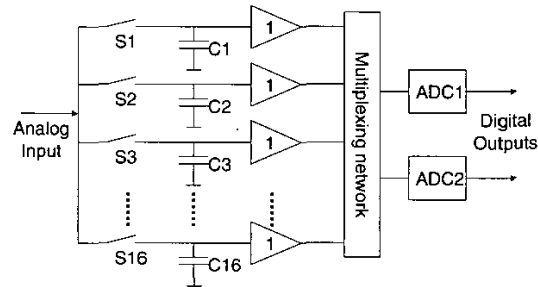 S1
C1
1
S2
C2
1
S3
C3
1
S16
C16
1
Analog
Input
Multiplexing network
ADC1
ADC2
Digital
Outputs